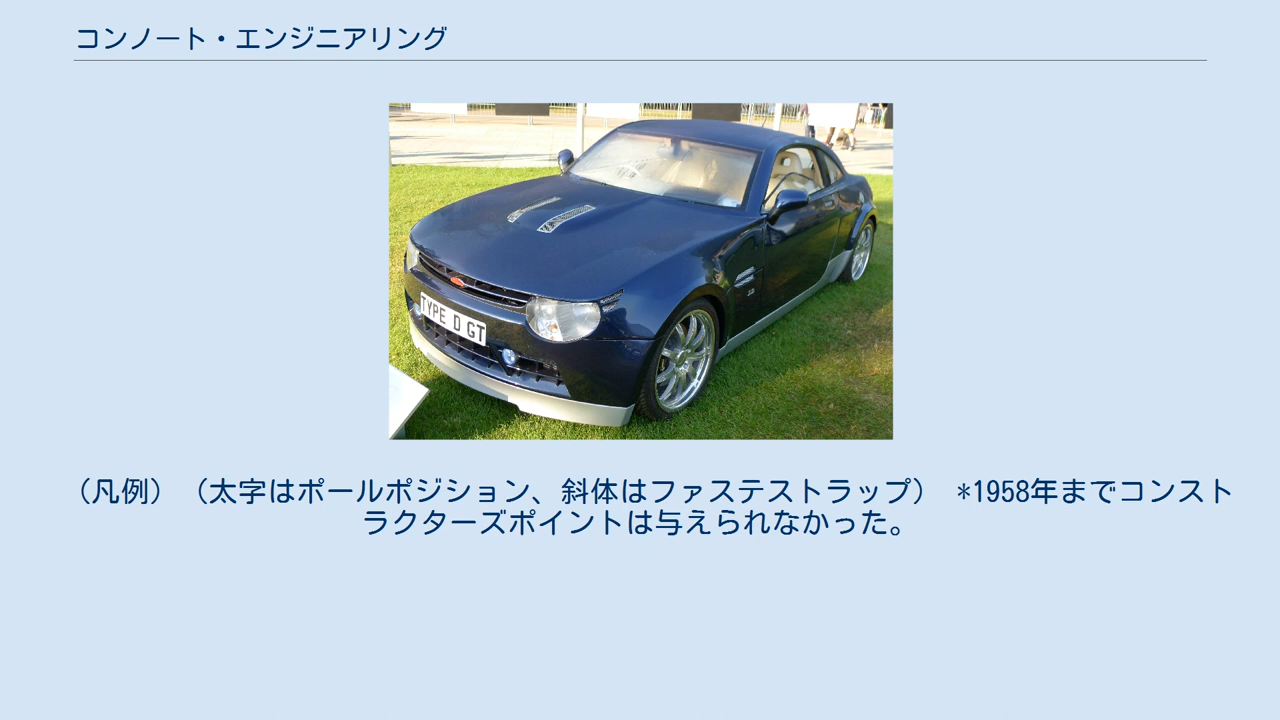 コンノート・エンジニアリング
TYPE D GT
（凡例）（太字はポールポジション、斜体はファステストラップ） *1958年までコンスト
ラクターズポイントは与えられなかった。